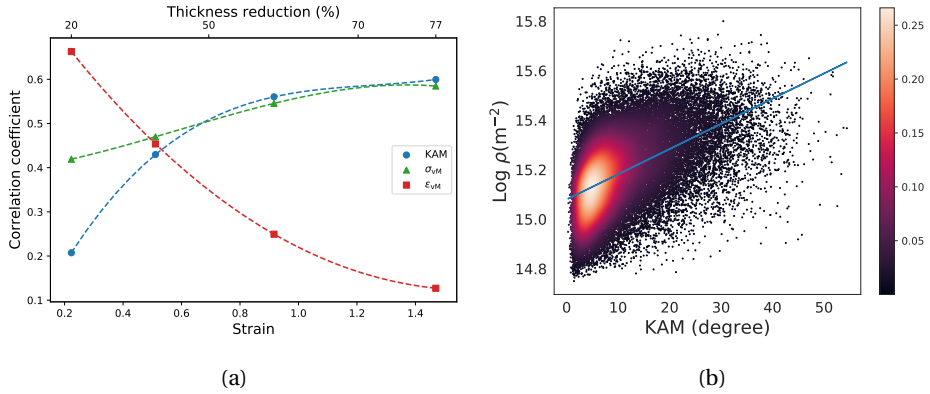 Thickness reduction (%)
20 50 70 77
Correlation coefficient
0.6
0.5
0.4
0.3
0.2
0.1
KAM
σvM
εvM
0.2 0.4 0.6 0.8 1.0 1.2 1.4
Strain
(a)
Log ρ(m⁻²)
15.8
15.6
15.4
15.2
15.0
14.8
0 10 20 30 40 50
KAM (degree)
0.25
0.20
0.15
0.10
0.05
(b)